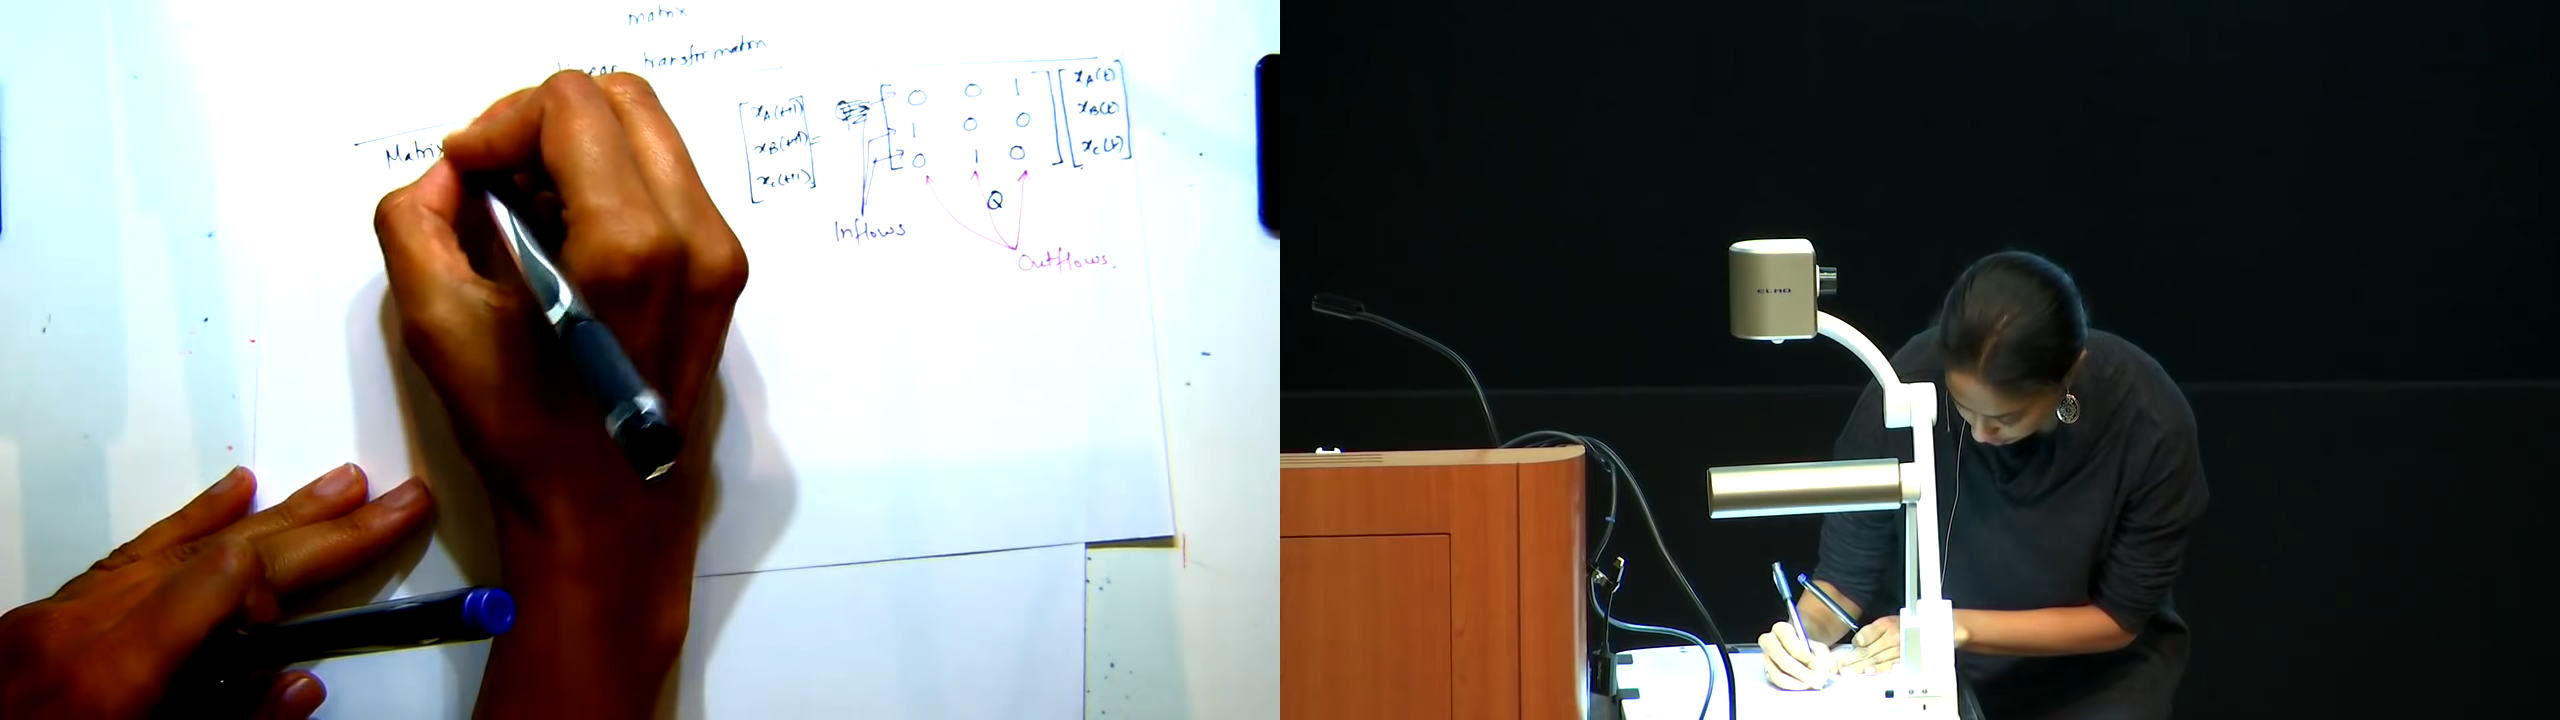 matrix
linear transformation
[xA(t+1)] [0 0 1] [xA(t)]
Matrix [xB(t+1)] = [1 0 0] [xB(t)]
[xC(t+1)] [0 1 0] [xC(t)]
Q
Inflows
Outflows.
ELMO